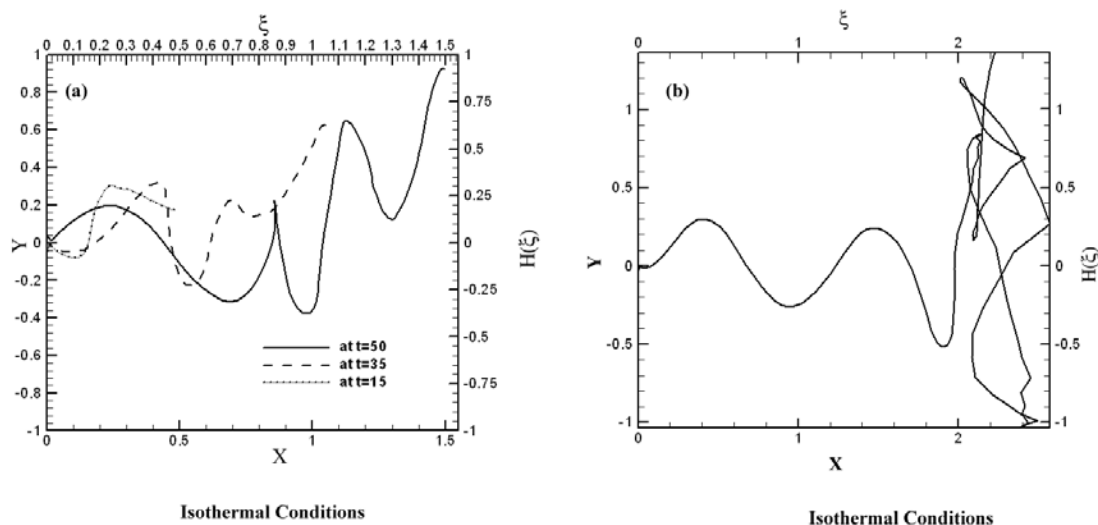 ξ
0 0.1 0.2 0.3 0.4 0.5 0.6 0.7 0.8 0.9 1 1.1 1.2 1.3 1.4 1.5
(a)
1
0.8
0.6
0.4
0.2
0
-0.2
-0.4
-0.6
-0.8
-1
Y
1
0.75
0.5
0.25
0
-0.25
-0.5
-0.75
-1
H(ξ)
at t=50
at t=35
at t=15
0 0.5 1 1.5
X
Isothermal Conditions
ξ
0 1 2
(b)
1
0.5
0
-0.5
-1
Y
1
0.5
0
-0.5
-1
H(ξ)
0 1 2
X
Isothermal Conditions